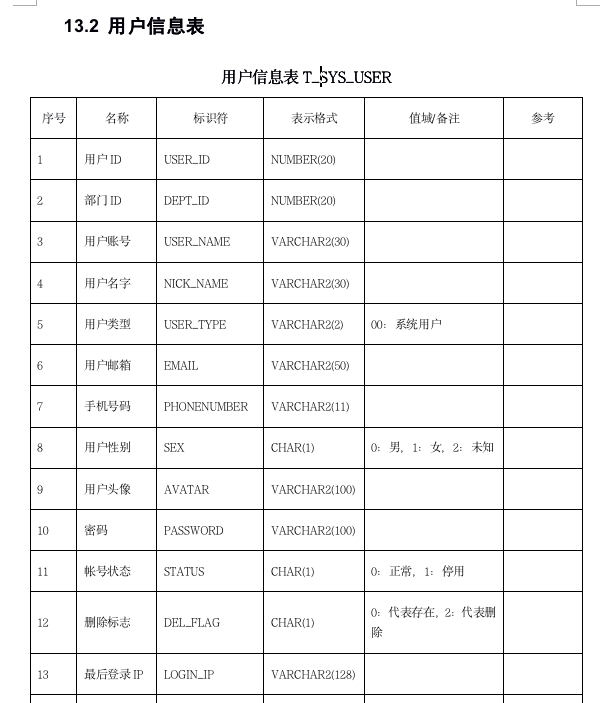 13.2 用户信息表
用户信息表 T_SYS_USER
序号 名称 标识符 表示格式 值域/备注 参考
1 用户 ID USER_ID NUMBER(20)
2 部门 ID DEPT_ID NUMBER(20)
3 用户账号 USER_NAME VARCHAR2(30)
4 用户名字 NICK_NAME VARCHAR2(30)
5 用户类型 USER_TYPE VARCHAR2(2) 00：系统用户
6 用户邮箱 EMAIL VARCHAR2(50)
7 手机号码 PHONENUMBER VARCHAR2(11)
8 用户性别 SEX CHAR(1) 0：男，1：女，2：未知
9 用户头像 AVATAR VARCHAR2(100)
10 密码 PASSWORD VARCHAR2(100)
11 帐号状态 STATUS CHAR(1) 0：正常，1：停用
12 删除标志 DEL_FLAG CHAR(1) 0：代表存在，2：代表删
除
13 最后登录 IP LOGIN_IP VARCHAR2(128)